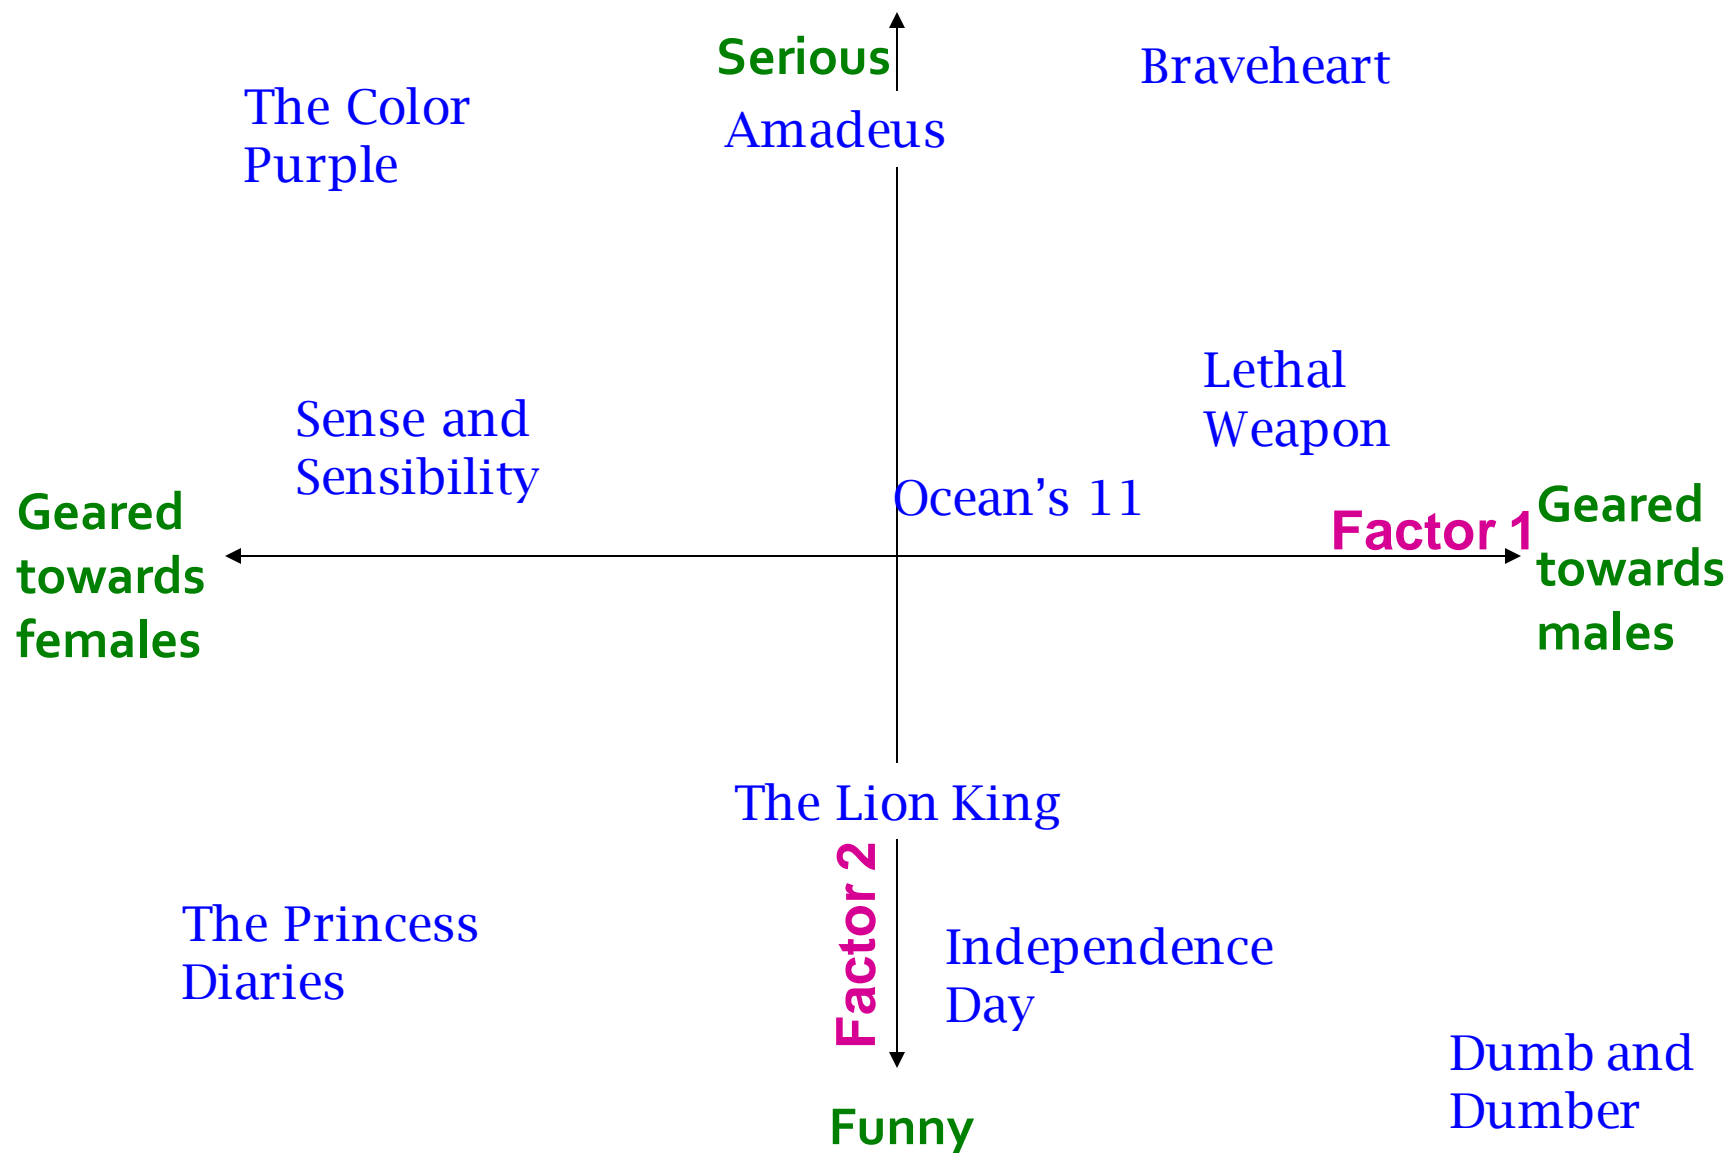 Serious
Braveheart
The Color
Purple
Amadeus
Lethal
Weapon
Sense and
Sensibility
Ocean’s 11
Geared
towards
females
Factor 1
Geared
towards
males
The Lion King
Factor 2
The Princess
Diaries
Independence
Day
Dumb and
Dumber
Funny